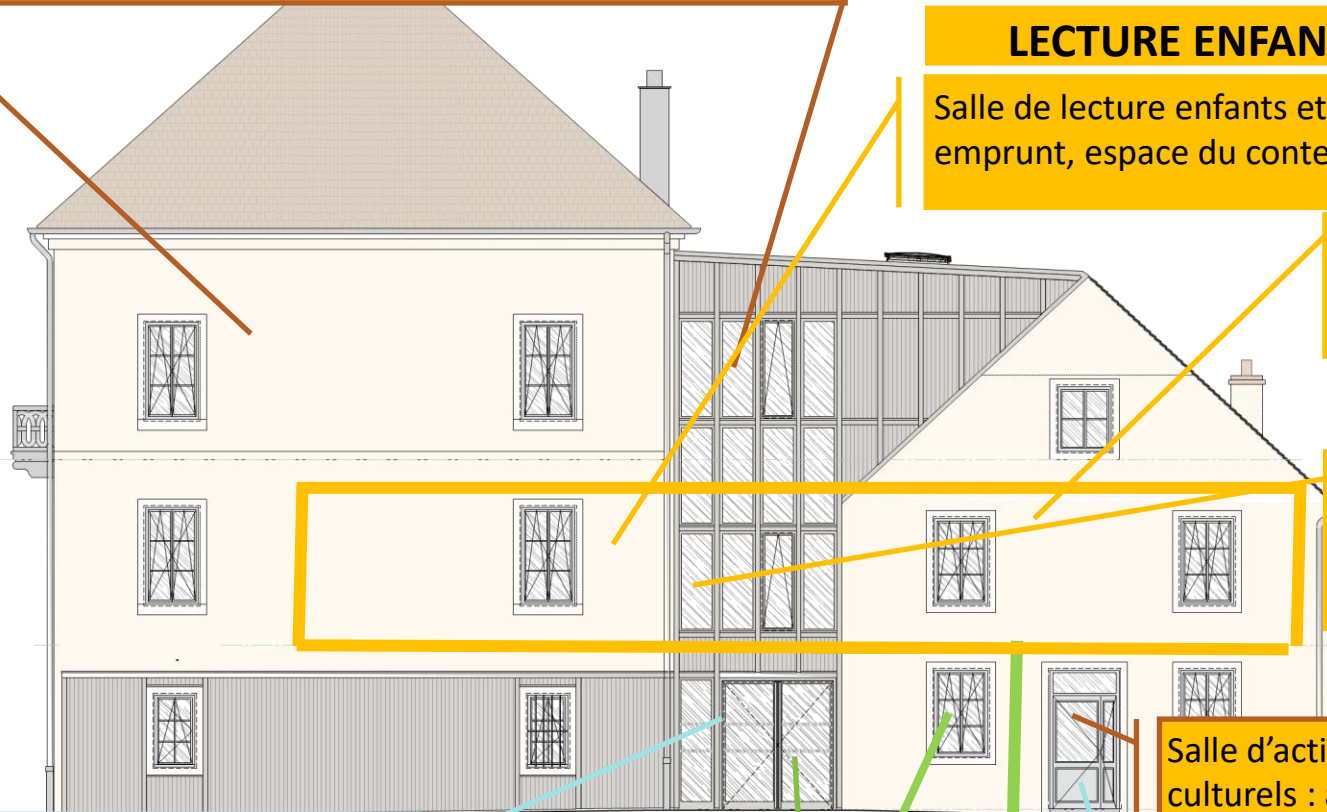 LECTURE ENFAN
Salle de lecture enfants et
emprunt, espace du conte
Salle d’acti
culturels :